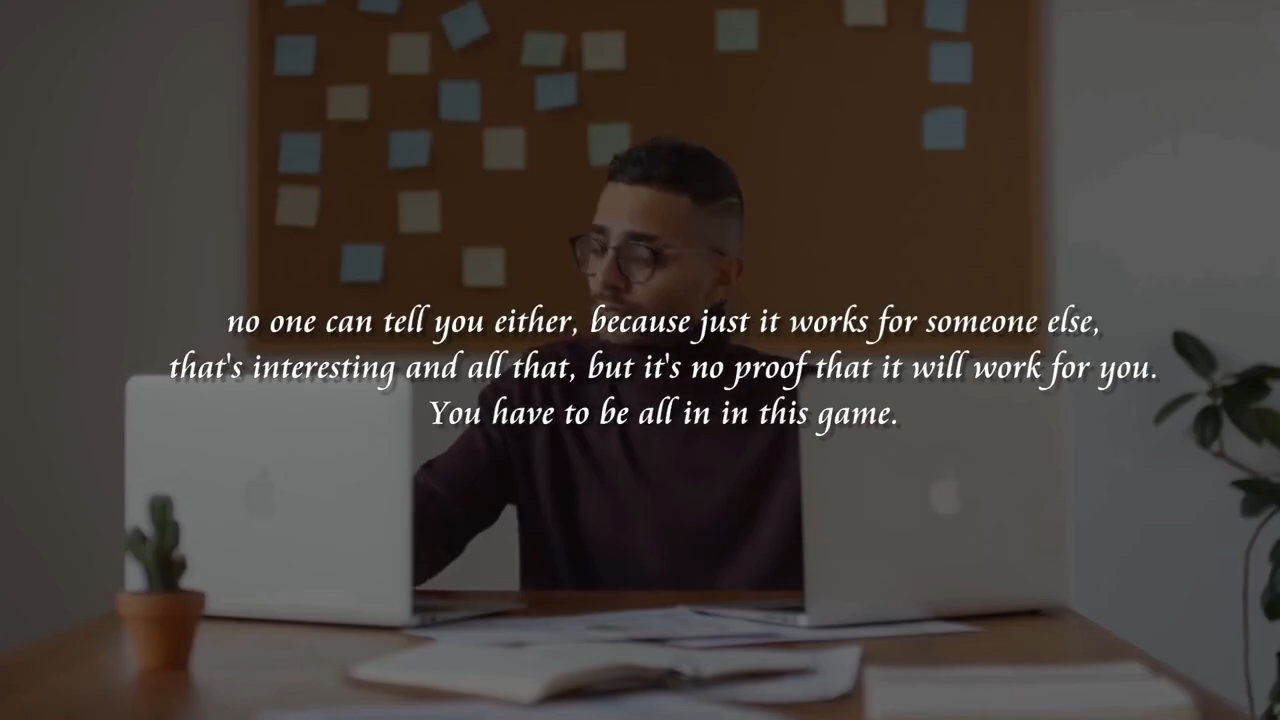 no one can tell you either, because just it works for someone else,
that's interesting and all that, but it's no proof that it will work for you.
You have to be all in in this game.